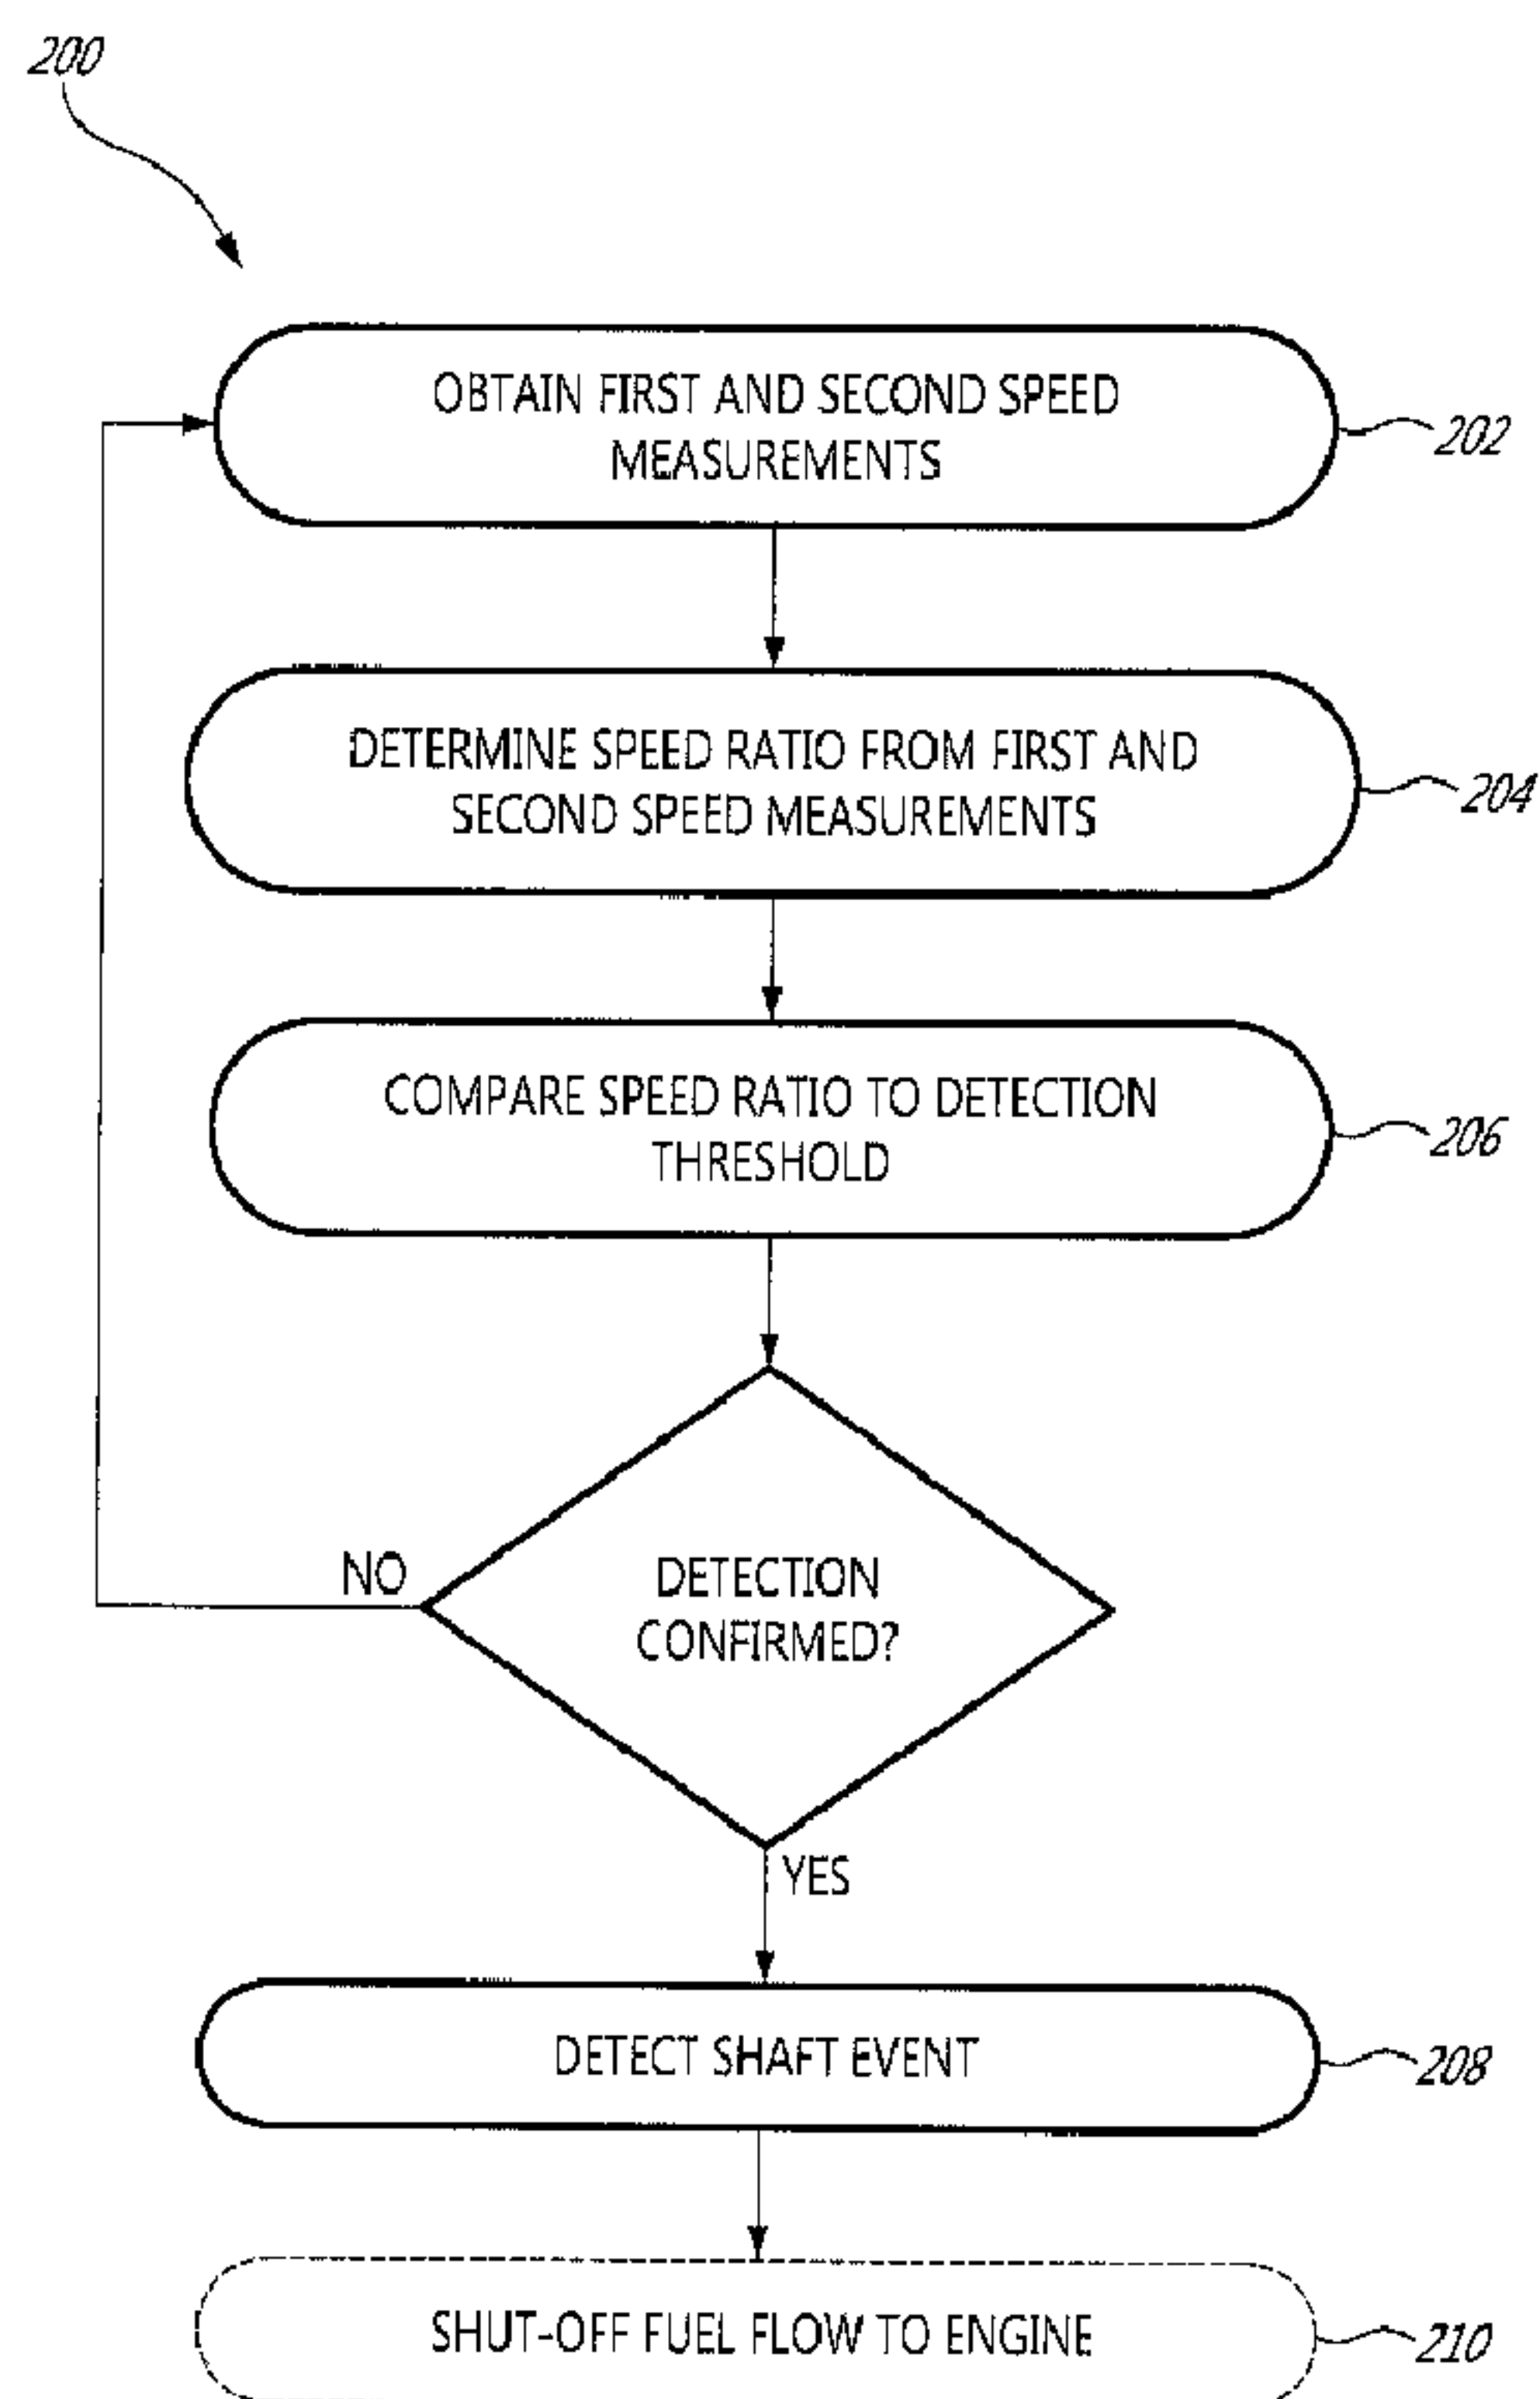 200
OBTAIN FIRST AND SECOND SPEED
MEASUREMENTS
202
DETERMINE SPEED RATIO FROM FIRST AND
SECOND SPEED MEASUREMENTS
204
COMPARE SPEED RATIO TO DETECTION
THRESHOLD
206
DETECTION
CONFIRMED?
NO
YES
DETECT SHAFT EVENT
208
SHUT-OFF FUEL FLOW TO ENGINE
210